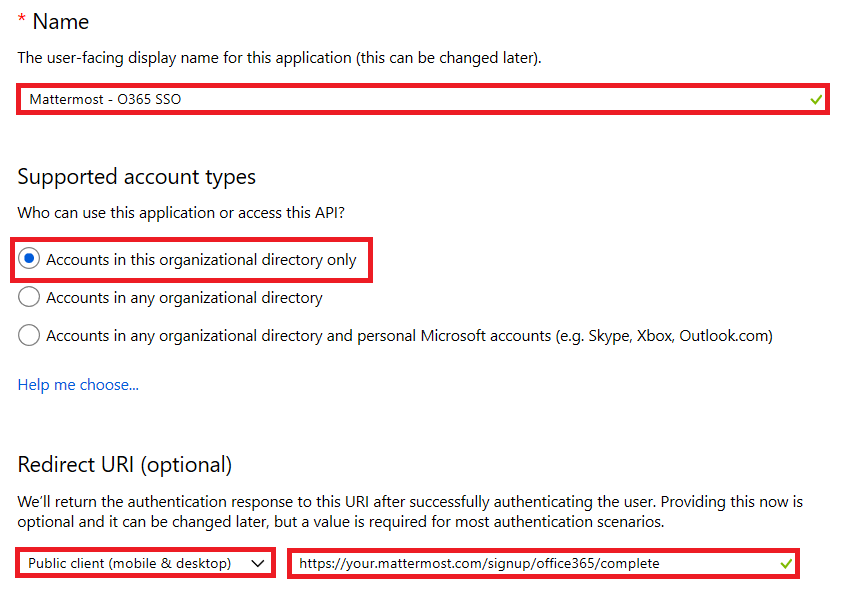 * Name
The user-facing display name for this application (this can be changed later).
Mattermost - O365 SSO
Supported account types
Who can use this application or access this API?
Accounts in this organizational directory only
Accounts in any organizational directory
Accounts in any organizational directory and personal Microsoft accounts (e.g. Skype, Xbox, Outlook.com)
Help me choose...
Redirect URI (optional)
We'll return the authentication response to this URI after successfully authenticating the user. Providing this now is
optional and it can be changed later, but a value is required for most authentication scenarios.
Public client (mobile & desktop) https://your.mattermost.com/signup/office365/complete